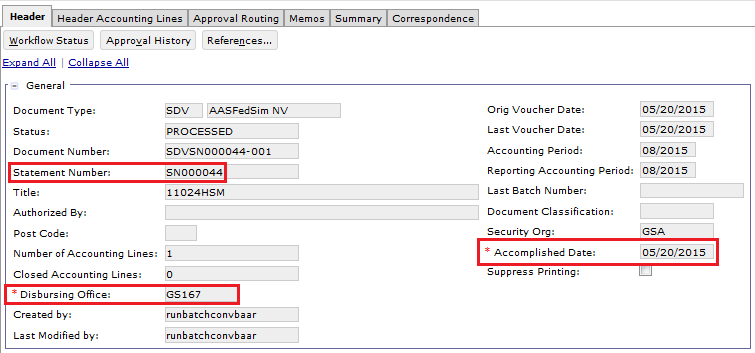 Header Header Accounting Lines Approval Routing Memos Summary Correspondence
Workflow Status Approval History References...
Expand All | Collapse All
General
Document Type: SDV AASFedSim NV
Status: PROCESSED
Document Number: SDVSN000044-001
Statement Number: SN000044
Title: 11024HSM
Authorized By:
Post Code:
Number of Accounting Lines: 1
Closed Accounting Lines: 0
* Disbursing Office: GS167
Created by: runbatchconvbaar
Last Modified by: runbatchconvbaar
Orig Voucher Date: 05/20/2015
Last Voucher Date: 05/20/2015
Accounting Period: 08/2015
Reporting Accounting Period: 08/2015
Last Batch Number:
Document Classification:
Security Org: GSA
* Accomplished Date: 05/20/2015
Suppress Printing: